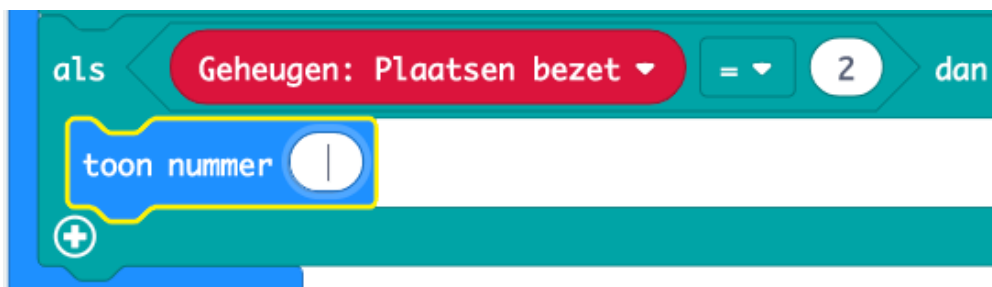 als Geheugen: Plaatsen bezet = 2 dan
toon nummer